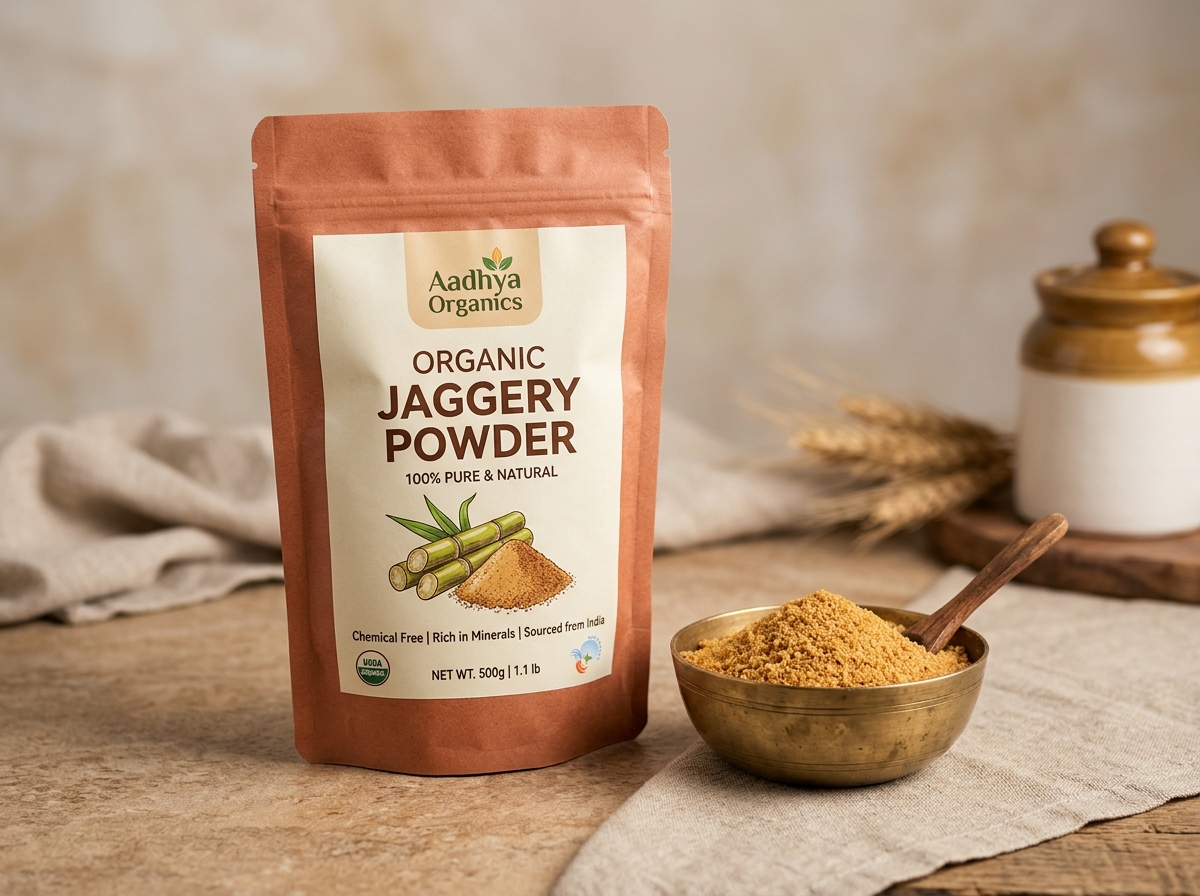 Aadhya
Organics
ORGANIC
JAGGERY
POWDER
100% PURE & NATURAL
Chemical Free | Rich in Minerals | Sourced from India
NET WT. 500g | 1.1 lb